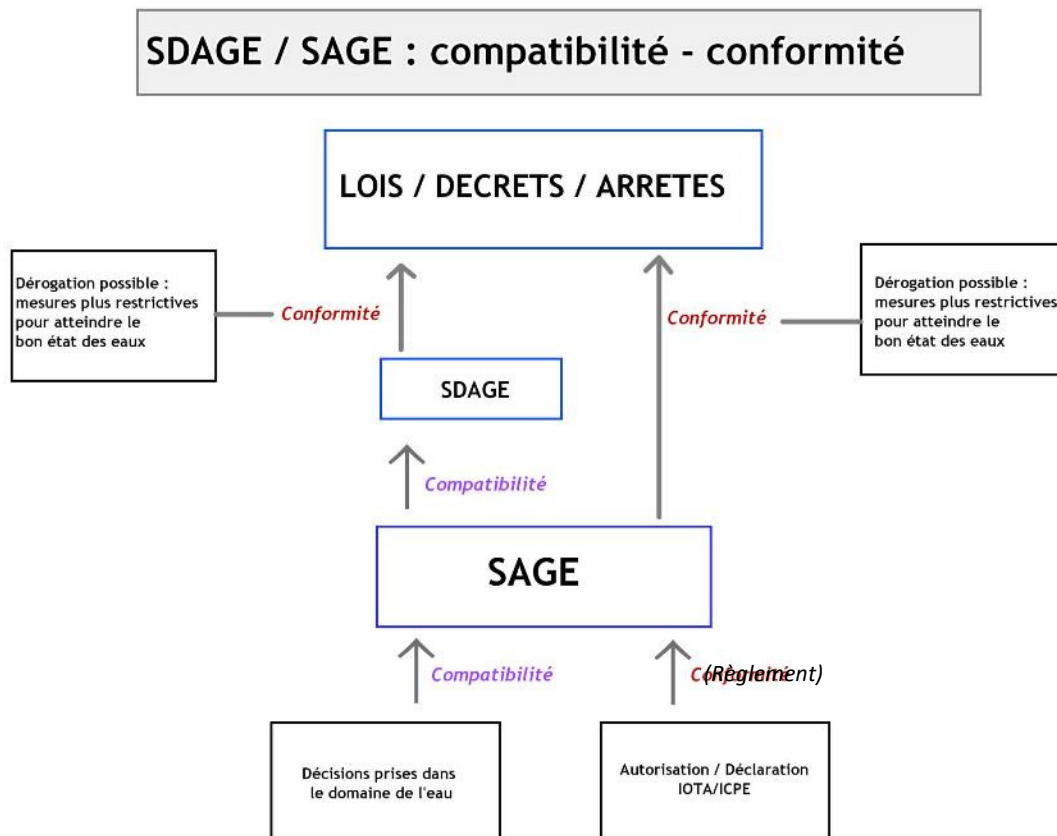 SDAGE / SAGE : compatibilité - conformité
LOIS / DECRETS / ARRETES
Dérogation possible :
mesures plus restrictives
pour atteindre le
bon état des eaux
Conformité
Conformité
Dérogation possible :
mesures plus restrictives
pour atteindre le
bon état des eaux
SDAGE
Compatibilité
SAGE
Compatibilité
Conformité
(Règlement)
Décisions prises dans
le domaine de l'eau
Autorisation / Déclaration
IOTA/ICPE